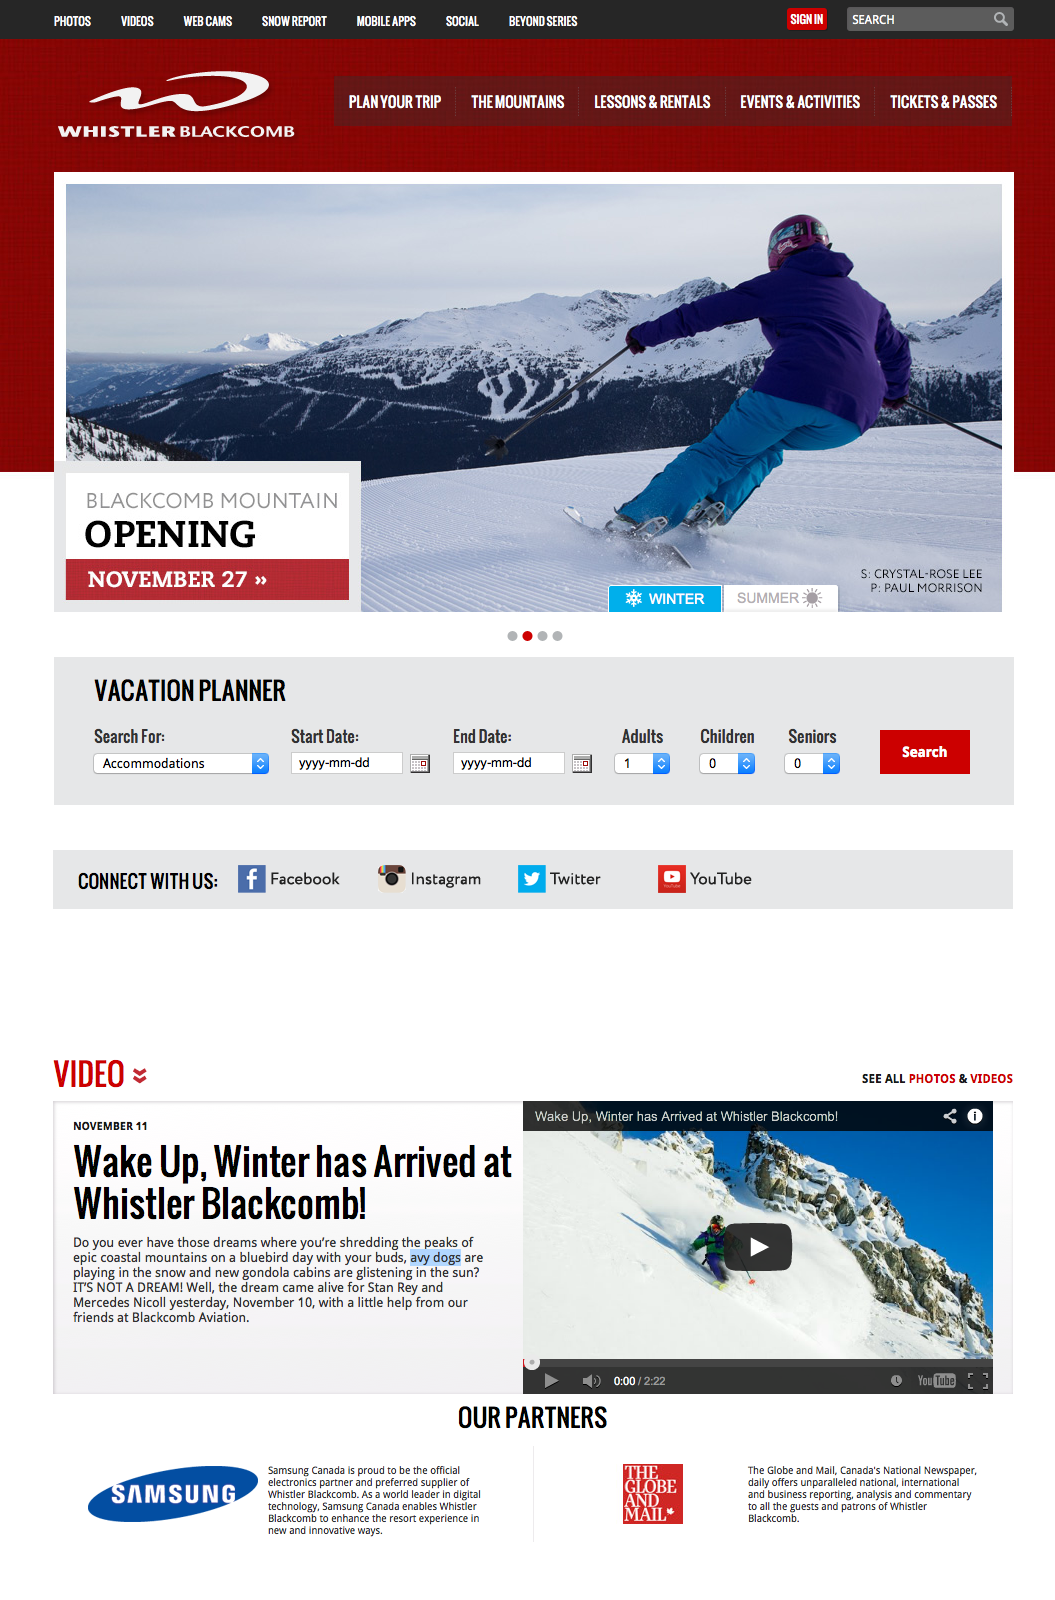 PHOTOS VIDEOS WEB CAMS SNOW REPORT MOBILE APPS SOCIAL BEYOND SERIES SIGN IN SEARCH
WHISTLER BLACKCOMB
PLAN YOUR TRIP THE MOUNTAINS LESSONS & RENTALS EVENTS & ACTIVITIES TICKETS & PASSES
BLACKCOMB MOUNTAIN
OPENING
NOVEMBER 27 »
S: CRYSTAL-ROSE LEE
P: PAUL MORRISON
WINTER SUMMER
VACATION PLANNER
Search For: Start Date: End Date: Adults Children Seniors
Accommodations yyyy-mm-dd yyyy-mm-dd 1 0 0 Search
CONNECT WITH US: Facebook Instagram Twitter YouTube
VIDEO
SEE ALL PHOTOS & VIDEOS
NOVEMBER 11
Wake Up, Winter has Arrived at
Whistler Blackcomb!
Do you ever have those dreams where you’re shredding the peaks of
epic coastal mountains on a bluebird day with your buds, avy dogs are
playing in the snow and new gondola cabins are glistening in the sun?
IT’S NOT A DREAM! Well, the dream came alive for Stan Rey and
Mercedes Nicoll yesterday, November 10, with a little help from our
friends at Blackcomb Aviation.
Wake Up, Winter has Arrived at Whistler Blackcomb!
0:00 / 2:22 YouTube
OUR PARTNERS
SAMSUNG
Samsung Canada is proud to be the official
electronics partner and preferred supplier of
Whistler Blackcomb. As a world leader in digital
technology, Samsung Canada enables Whistler
Blackcomb to enhance the resort experience in
new and innovative ways.
THE
GLOBE
AND
MAIL
The Globe and Mail, Canada's National Newspaper,
daily offers unparalleled national, international
and business reporting, analysis and commentary
to all the guests and patrons of Whistler
Blackcomb.